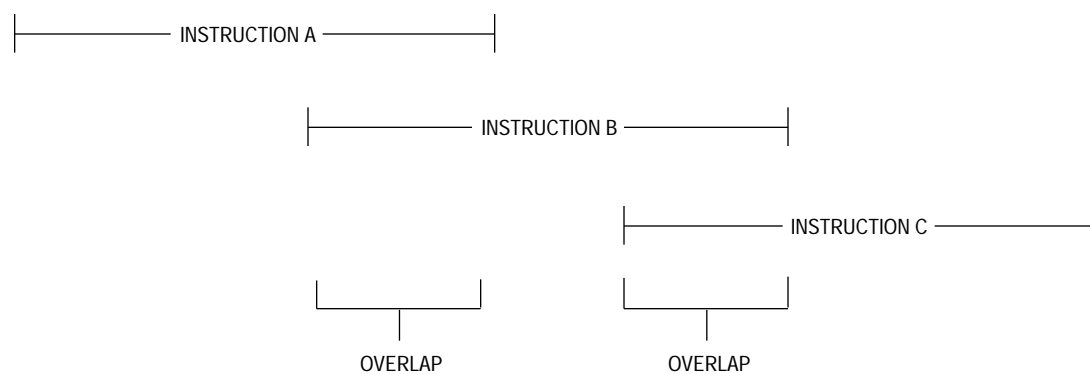 INSTRUCTION A
INSTRUCTION B
INSTRUCTION C
OVERLAP
OVERLAP